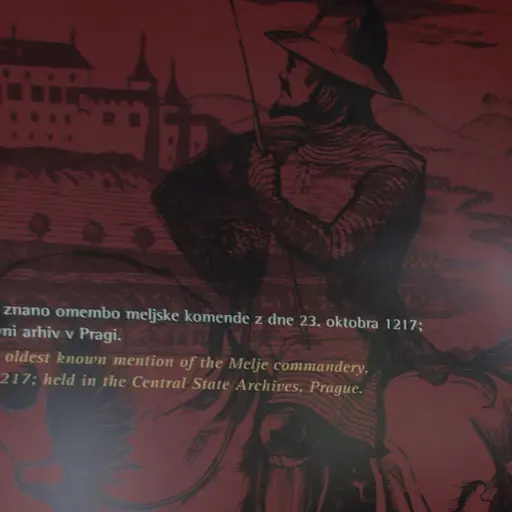 znano omembo meljske komende z dne 23. oktobra 1217;
ni arhiv v Pragi.
oldest known mention of the Melje commandery,
217; held in the Central State Archives, Prague.